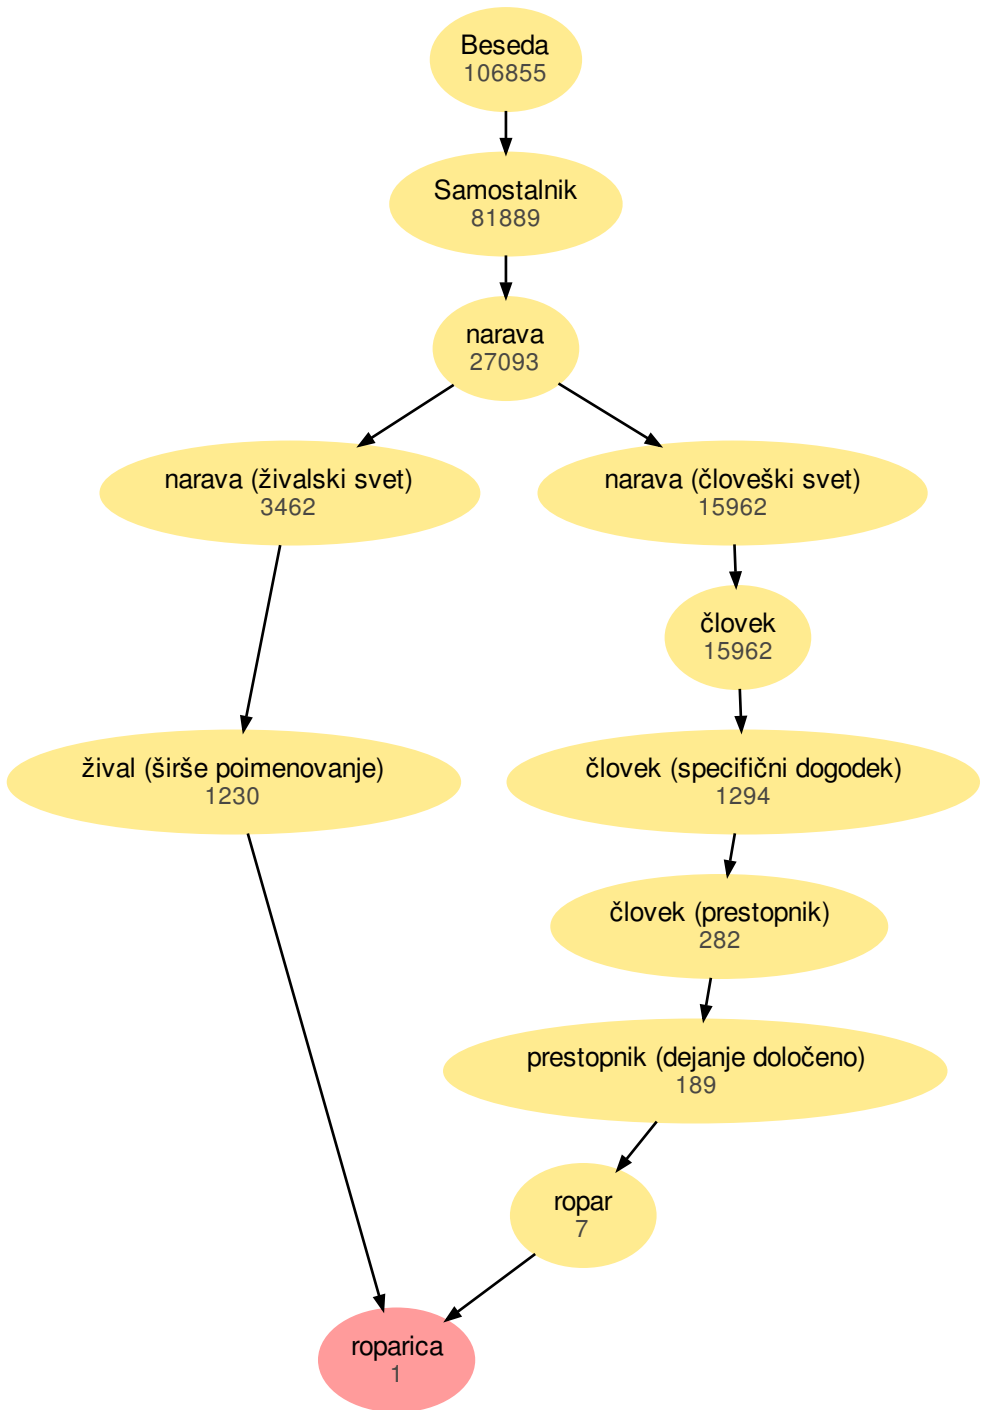 Beseda
106855
Samostalnik
81889
narava
27093
narava (živalski svet)
3462
narava (človeški svet)
15962
človek
15962
žival (širše poimenovanje)
1230
človek (specifični dogodek)
1294
človek (prestopnik)
282
prestopnik (dejanje določeno)
189
ropar
7
roparica
1